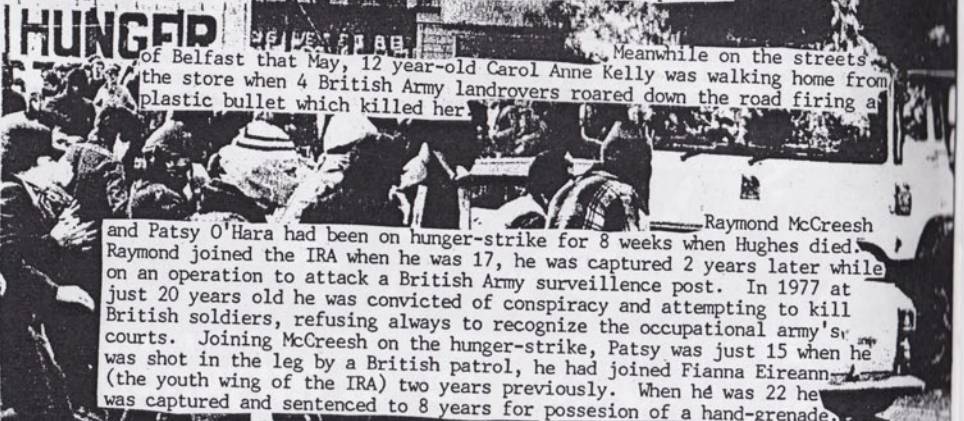 HUNGER
Meanwhile on the streets
of Belfast that May, 12 year-old Carol Anne Kelly was walking home from
the store when 4 British Army landrovers roared down the road firing a
plastic bullet which killed her
Raymond McCreesh
and Patsy O'Hara had been on hunger-strike for 8 weeks when Hughes died.
Raymond joined the IRA when he was 17, he was captured 2 years later while
on an operation to attack a British Army surveillence post. In 1977 at
just 20 years old he was convicted of conspiracy and attempting to kill
British soldiers, refusing always to recognize the occupational army's
courts. Joining McCreesh on the hunger-strike, Patsy was just 15 when he
was shot in the leg by a British patrol, he had joined Fianna Eireann
(the youth wing of the IRA) two years previously. When he was 22 he
was captured and sentenced to 8 years for possesion of a hand-grenade.